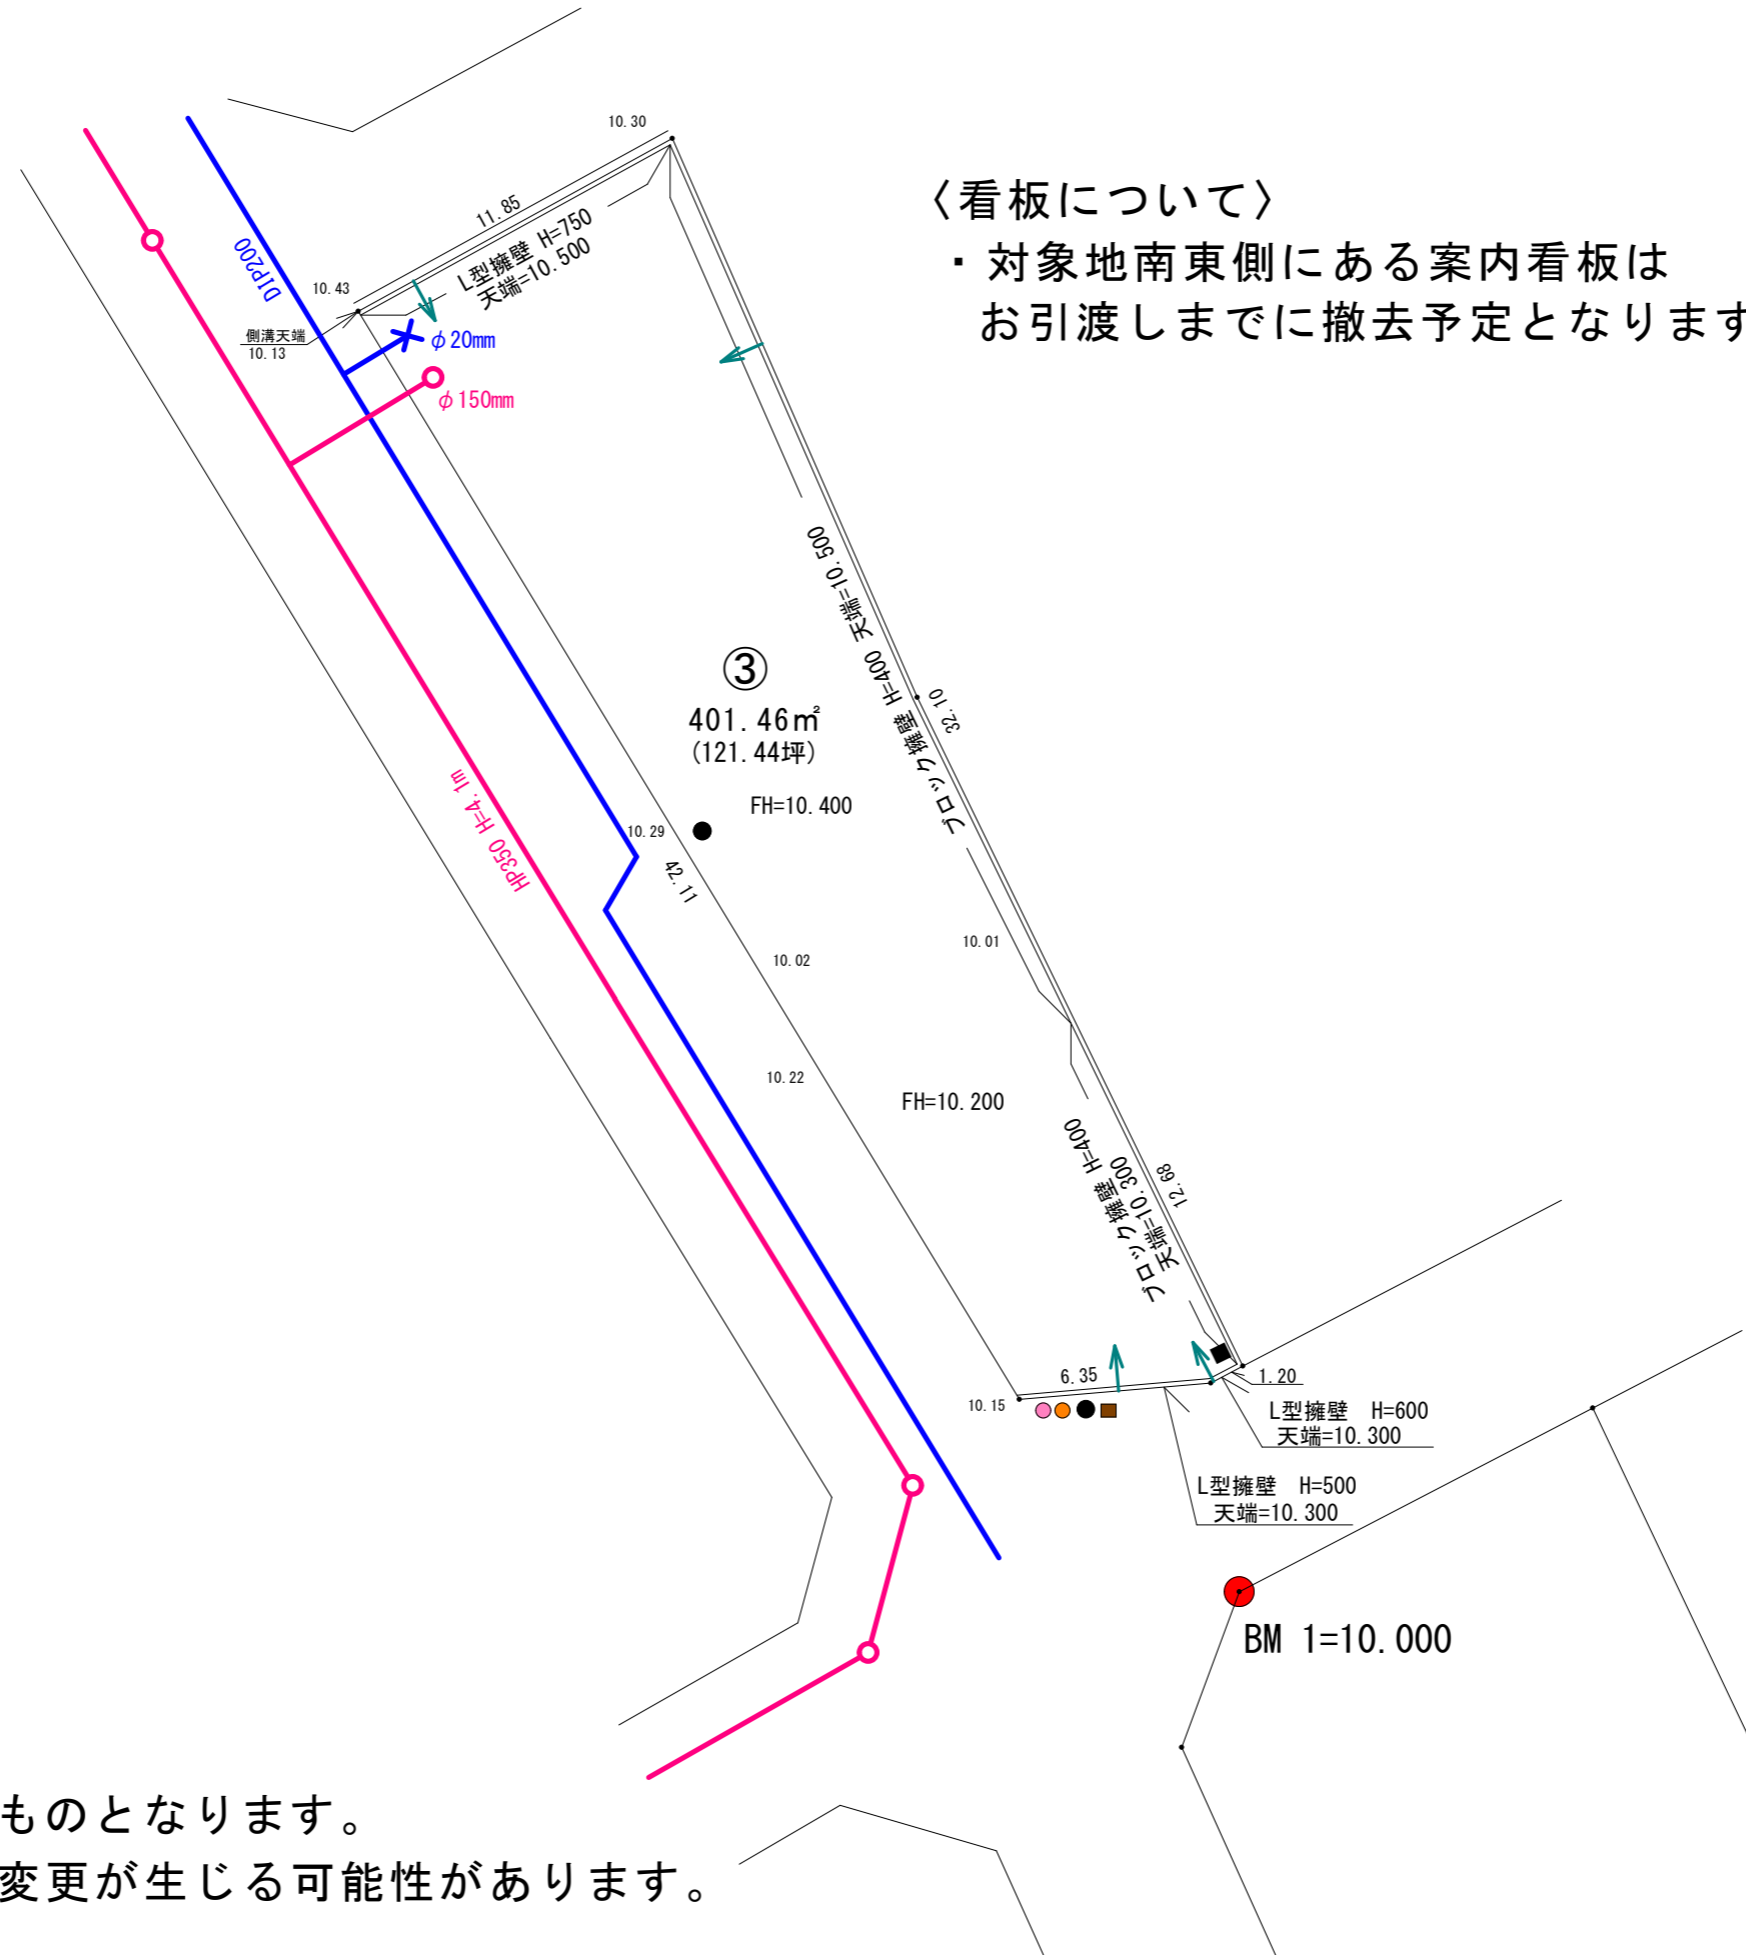 10.30
〈看板について〉
・対象地南東側にある案内看板は
お引渡しまでに撤去予定となります
11.85
L型擁壁 H=750
天端=10.500
10.43
DIP200
側溝天端
10.13
φ20mm
φ150mm
ブロック擁壁 H=400 天端=10.500
③
401.46㎡
(121.44坪)
32.10
FH=10.400
10.29
42.11
HP350 H=4.1m
10.01
10.02
10.22
FH=10.200
ブロック擁壁 H=400
天端=10.300
12.68
6.35
1.20
10.15
L型擁壁 H=600
天端=10.300
L型擁壁 H=500
天端=10.300
BM 1=10.000
ものとなります。
変更が生じる可能性があります。